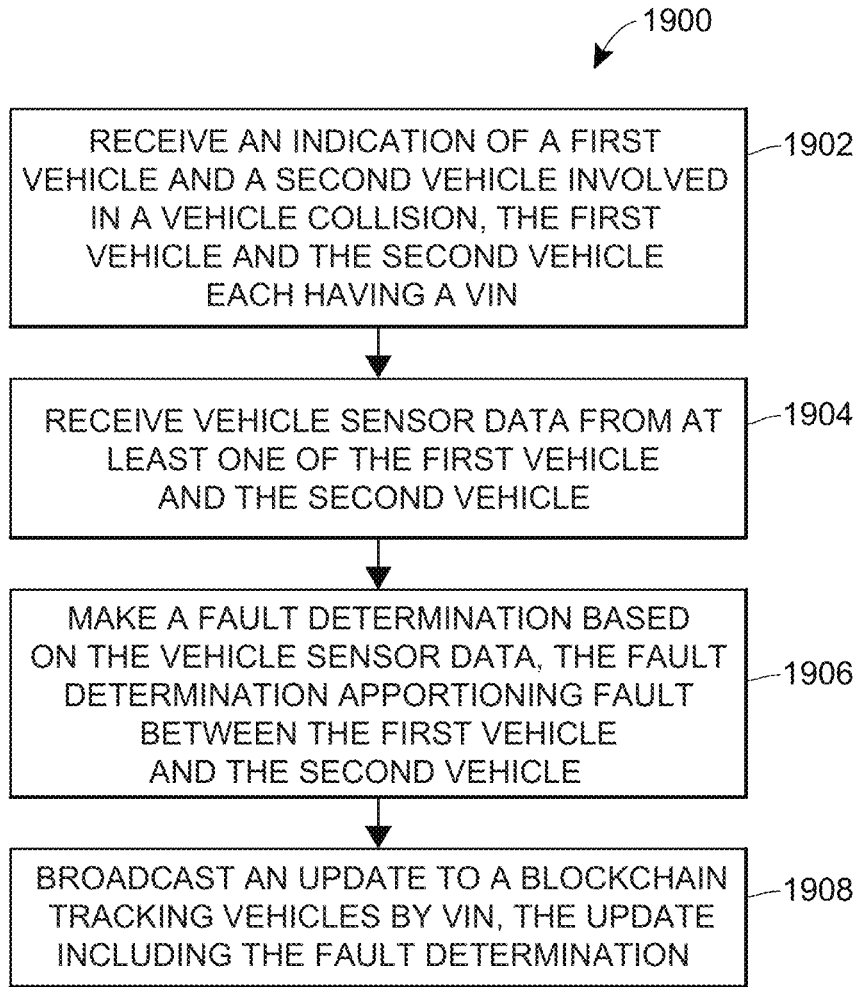 1900
RECEIVE AN INDICATION OF A FIRST
VEHICLE AND A SECOND VEHICLE INVOLVED
IN A VEHICLE COLLISION, THE FIRST
VEHICLE AND THE SECOND VEHICLE
EACH HAVING A VIN
1902
RECEIVE VEHICLE SENSOR DATA FROM AT
LEAST ONE OF THE FIRST VEHICLE
AND THE SECOND VEHICLE
1904
MAKE A FAULT DETERMINATION BASED
ON THE VEHICLE SENSOR DATA, THE FAULT
DETERMINATION APPORTIONING FAULT
BETWEEN THE FIRST VEHICLE
AND THE SECOND VEHICLE
1906
BROADCAST AN UPDATE TO A BLOCKCHAIN
TRACKING VEHICLES BY VIN, THE UPDATE
INCLUDING THE FAULT DETERMINATION
1908